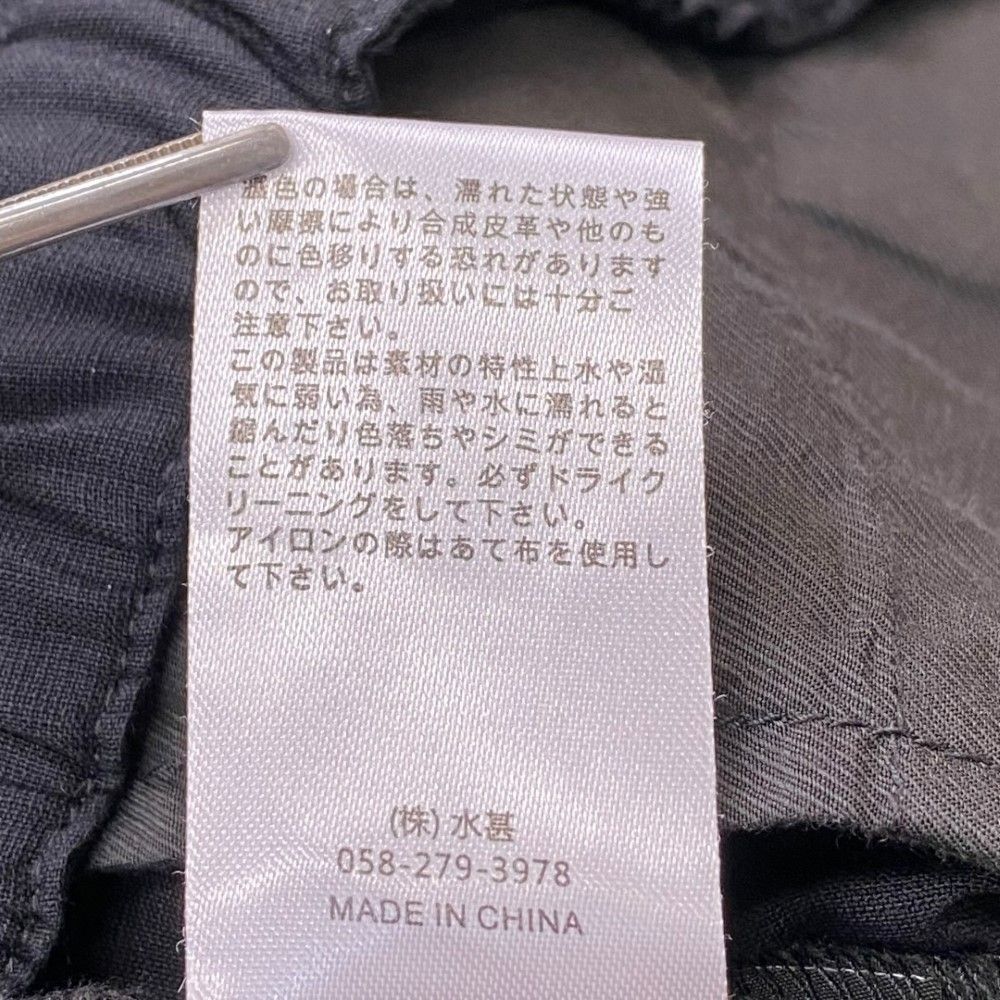 濃色の場合は、濡れた状態や強
い摩擦により合成皮革や他のも
のに色移りする恐れがあります
ので、お取り扱いには十分ご
注意下さい。
この製品は素材の特性上水や湿
気に弱い為、雨や水に濡れると
縮んだり色落ちやシミができる
ことがあります。必ずドライク
リーニングをして下さい。
アイロンの際はあて布を使用し
て下さい。
(株)水甚
058-279-3978
MADE IN CHINA